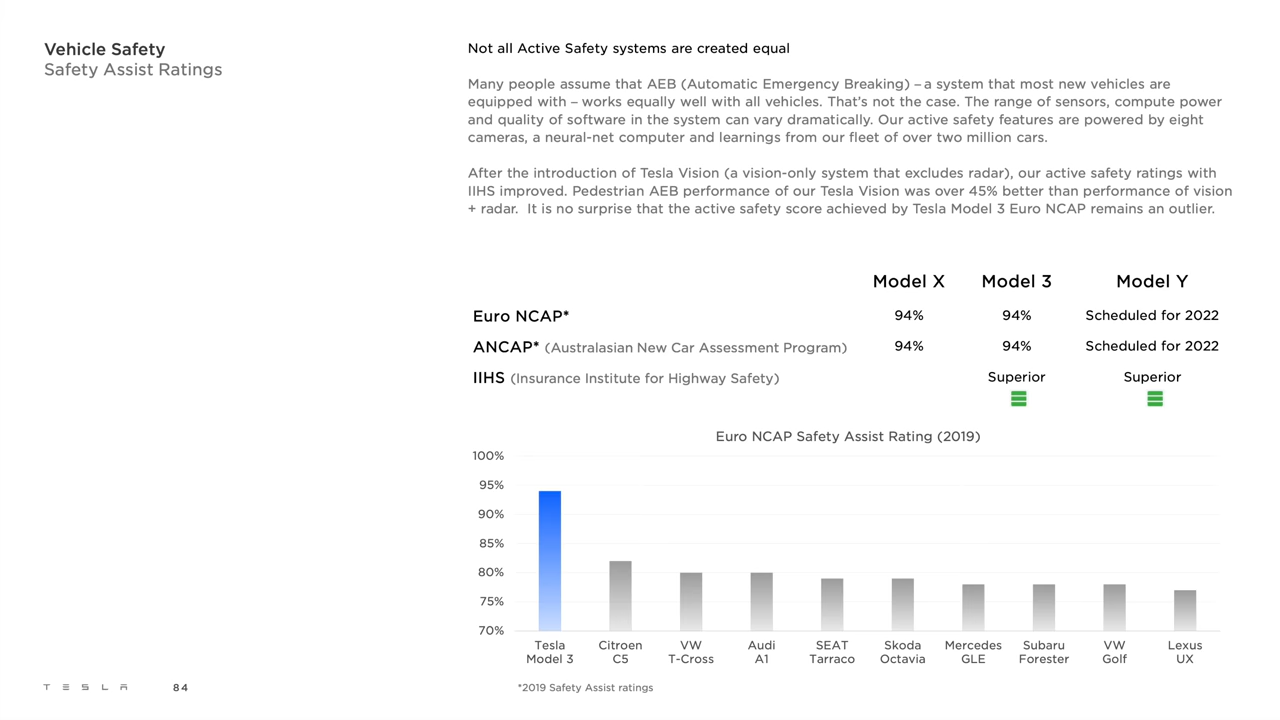 Vehicle Safety
Safety Assist Ratings
Not all Active Safety systems are created equal
Many people assume that AEB (Automatic Emergency Breaking) – a system that most new vehicles are
equipped with – works equally well with all vehicles. That's not the case. The range of sensors, compute power
and quality of software in the system can vary dramatically. Our active safety features are powered by eight
cameras, a neural-net computer and learnings from our fleet of over two million cars.
After the introduction of Tesla Vision (a vision-only system that excludes radar), our active safety ratings with
IIHS improved. Pedestrian AEB performance of our Tesla Vision was over 45% better than performance of vision
+ radar.  It is no surprise that the active safety score achieved by Tesla Model 3 Euro NCAP remains an outlier.
Model X Model 3 Model Y
Euro NCAP* 94% 94% Scheduled for 2022
ANCAP* (Australasian New Car Assessment Program) 94% 94% Scheduled for 2022
IIHS (Insurance Institute for Highway Safety) Superior Superior
Euro NCAP Safety Assist Rating (2019)
100%
95%
90%
85%
80%
75%
70%
Tesla Citroen VW Audi SEAT Skoda Mercedes Subaru VW Lexus
Model 3 C5 T-Cross A1 Tarraco Octavia GLE Forester Golf UX
TESLA 84
*2019 Safety Assist ratings